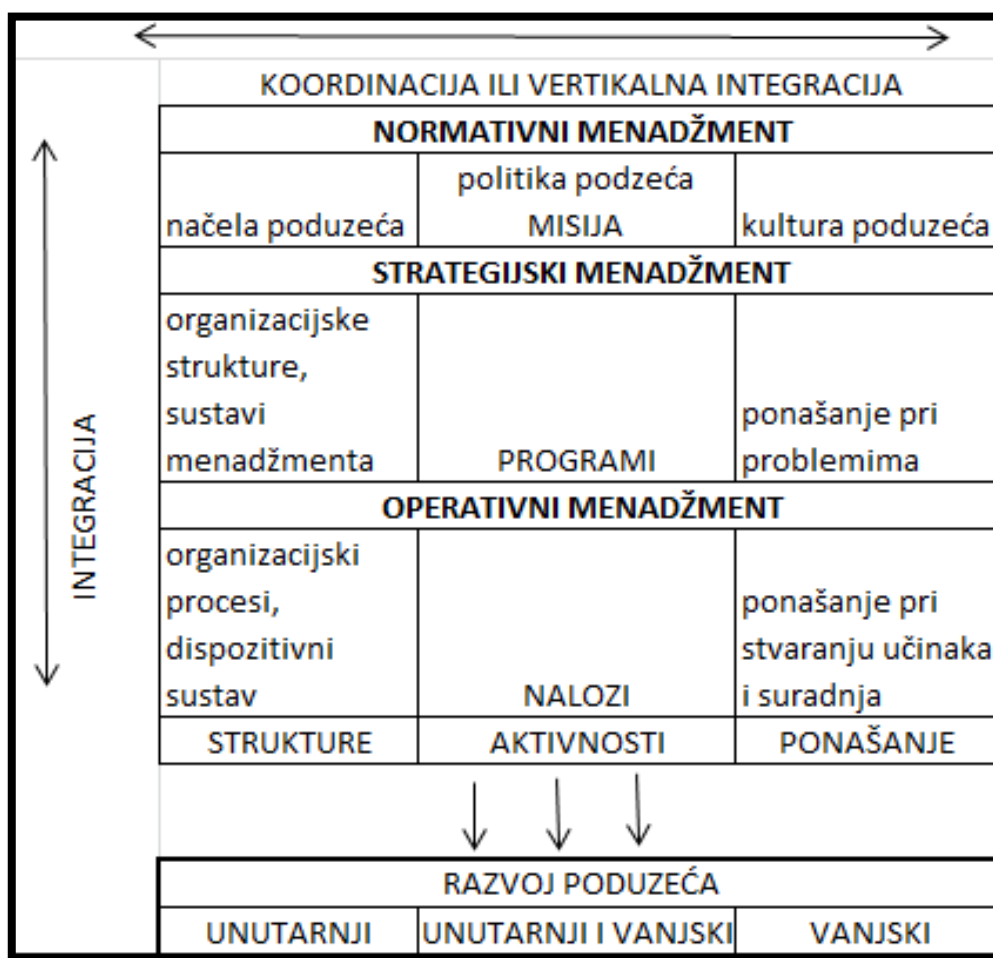 KOORDINACIJA ILI VERTIKALNA INTEGRACIJA
NORMATIVNI MENADŽMENT
načela poduzeća
politika podzeća
MISIJA
kultura poduzeća
STRATEGIJSKI MENADŽMENT
organizacijske
strukture,
sustavi
menadžmenta
PROGRAMI
ponašanje pri
problemima
OPERATIVNI MENADŽMENT
organizacijski
procesi,
dispozitivni
sustav
NALOZI
ponašanje pri
stvaranju učinaka
i suradnja
STRUKTURE
AKTIVNOSTI
PONAŠANJE
INTEGRACIJA
RAZVOJ PODUZEĆA
UNUTARNJI
UNUTARNJI I VANJSKI
VANJSKI